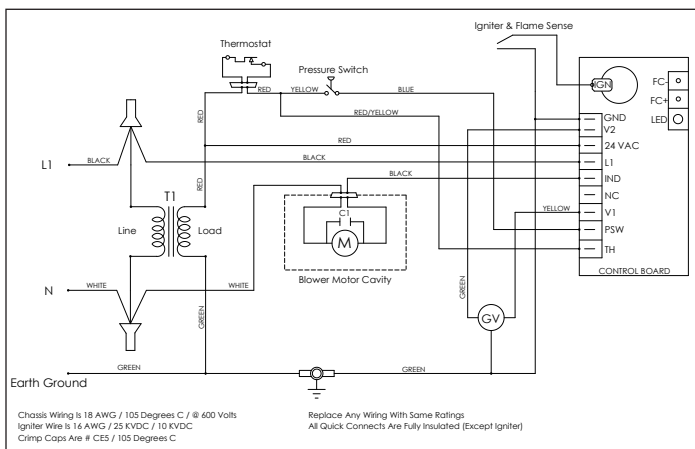 Igniter & Flame Sense
Thermostat
Pressure Switch
IGN
FC-
FC+
LED
RED
YELLOW
BLUE
RED/YELLOW
RED
GND
V2
RED
24 VAC
L1
BLACK
BLACK
L1
BLACK
IND
RED
T1
WHITE
NC
C1
YELLOW
V1
Line
Load
M
PSW
TH
Blower Motor Cavity
CONTROL BOARD
N
WHITE
WHITE
GREEN
GREEN
GV
GREEN
GREEN
Earth Ground
Chassis Wiring Is 18 AWG / 105 Degrees C / @ 600 Volts
Igniter Wire Is 16 AWG / 25 KVDC / 10 KVDC
Crimp Caps Are # CE5 / 105 Degrees C
Replace Any Wiring With Same Ratings
All Quick Connects Are Fully Insulated (Except Igniter)